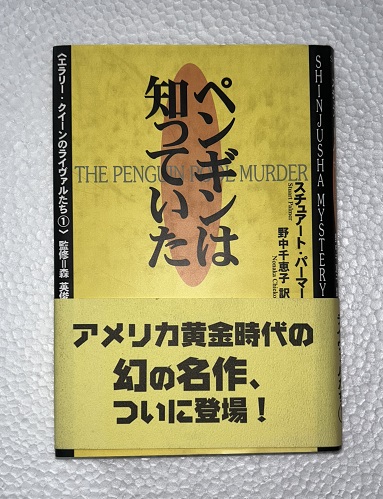 ペンギンは
知っていた
THE PENGUIN
MURDER
スチュアート・パーマー
Stuart Palmer
野中千恵子 訳
Nonaka Chieko
SHINJUSHA MYSTERY
〈エラリー・クイーンのライヴァルたち①〉
監修=森 英俊
アメリカ黄金時代の
幻の名作、
ついに登場！